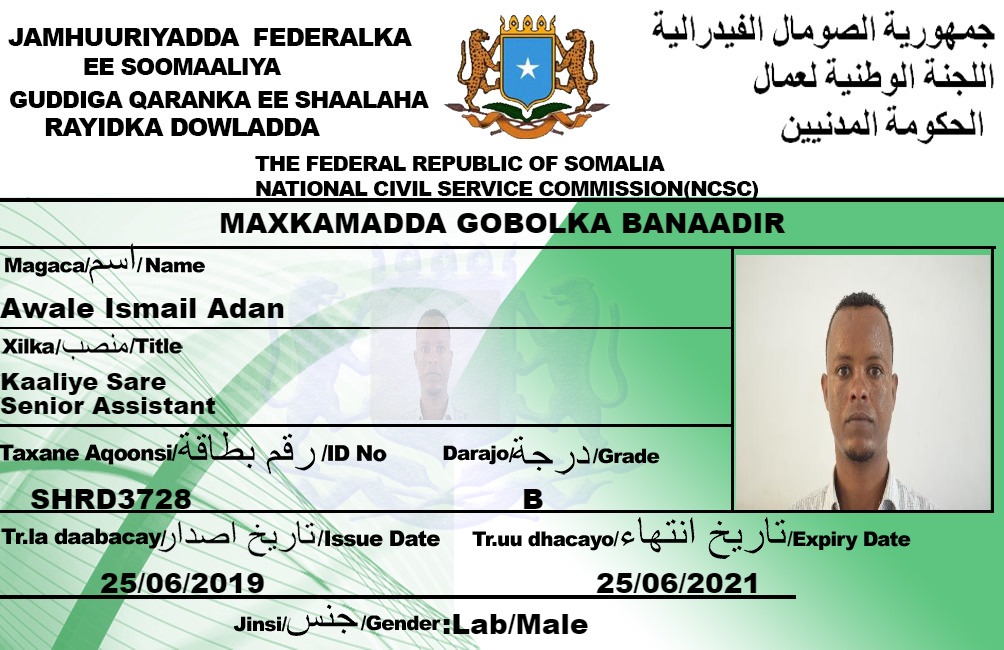 JAMHUURIYADDA FEDERALKA
EE SOOMAALIYA
GUDDIGA QARANKA EE SHAALAHA
RAYIDKA DOWLADDA
جمهورية الصومال الفيدرالية
اللجنة الوطنية لعمال
الحكومة المدنيين
THE FEDERAL REPUBLIC OF SOMALIA
NATIONAL CIVIL SERVICE COMMISSION(NCSC)
MAXKAMADDA GOBOLKA BANAADIR
Magaca/اسم/Name
Awale Ismail Adan
Xilka/منصب/Title
Kaaliye Sare
Senior Assistant
Taxane Aqoonsi/رقم بطاقة/ID No
Darajo/درجة/Grade
SHRD3728
B
Tr.la daabacay/تاريخ اصدار/Issue Date
Tr.uu dhacayo/تاريخ انتهاء/Expiry Date
25/06/2019
25/06/2021
Jinsi/جنس/Gender:Lab/Male